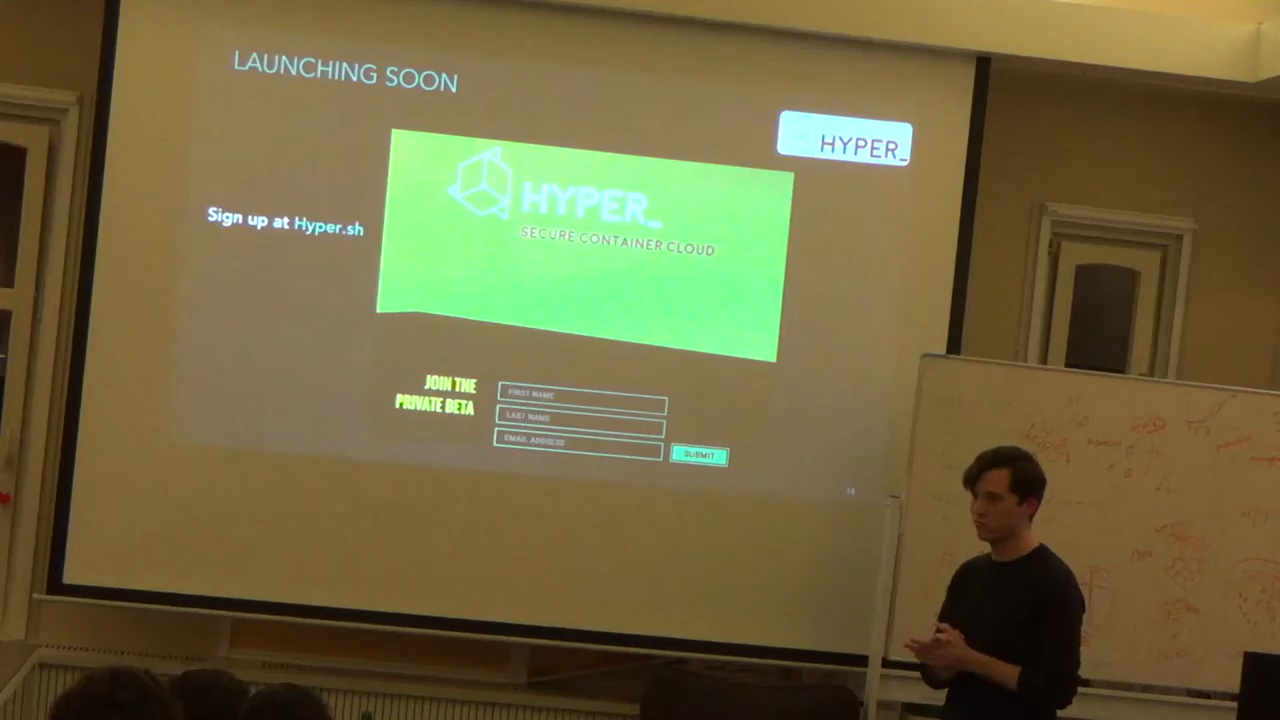 LAUNCHING SOON
HYPER_
HYPER_
SECURE CONTAINER CLOUD
Sign up at Hyper.sh
JOIN THE
PRIVATE BETA
FIRST NAME
LAST NAME
EMAIL ADDRESS
SUBMIT
14